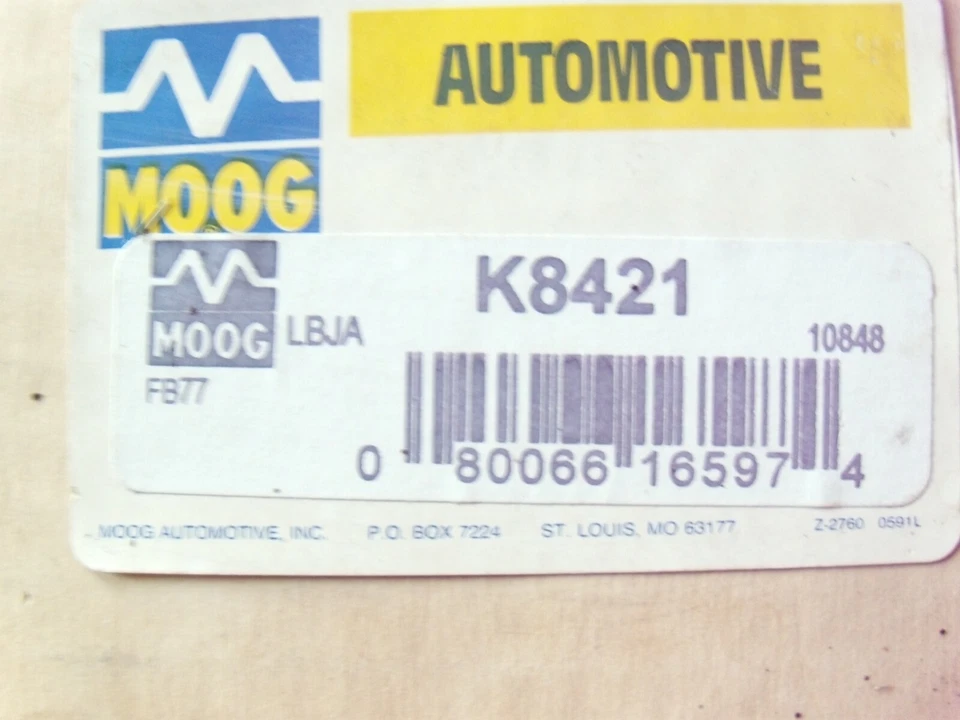 AUTOMOTIVE
MOOG
K8421
MOOG LBJA
10848
FB77
0 80066 16597 4
MOOG AUTOMOTIVE, INC. P.O. BOX 7224 ST. LOUIS, MO 63177 Z-2760 0591L